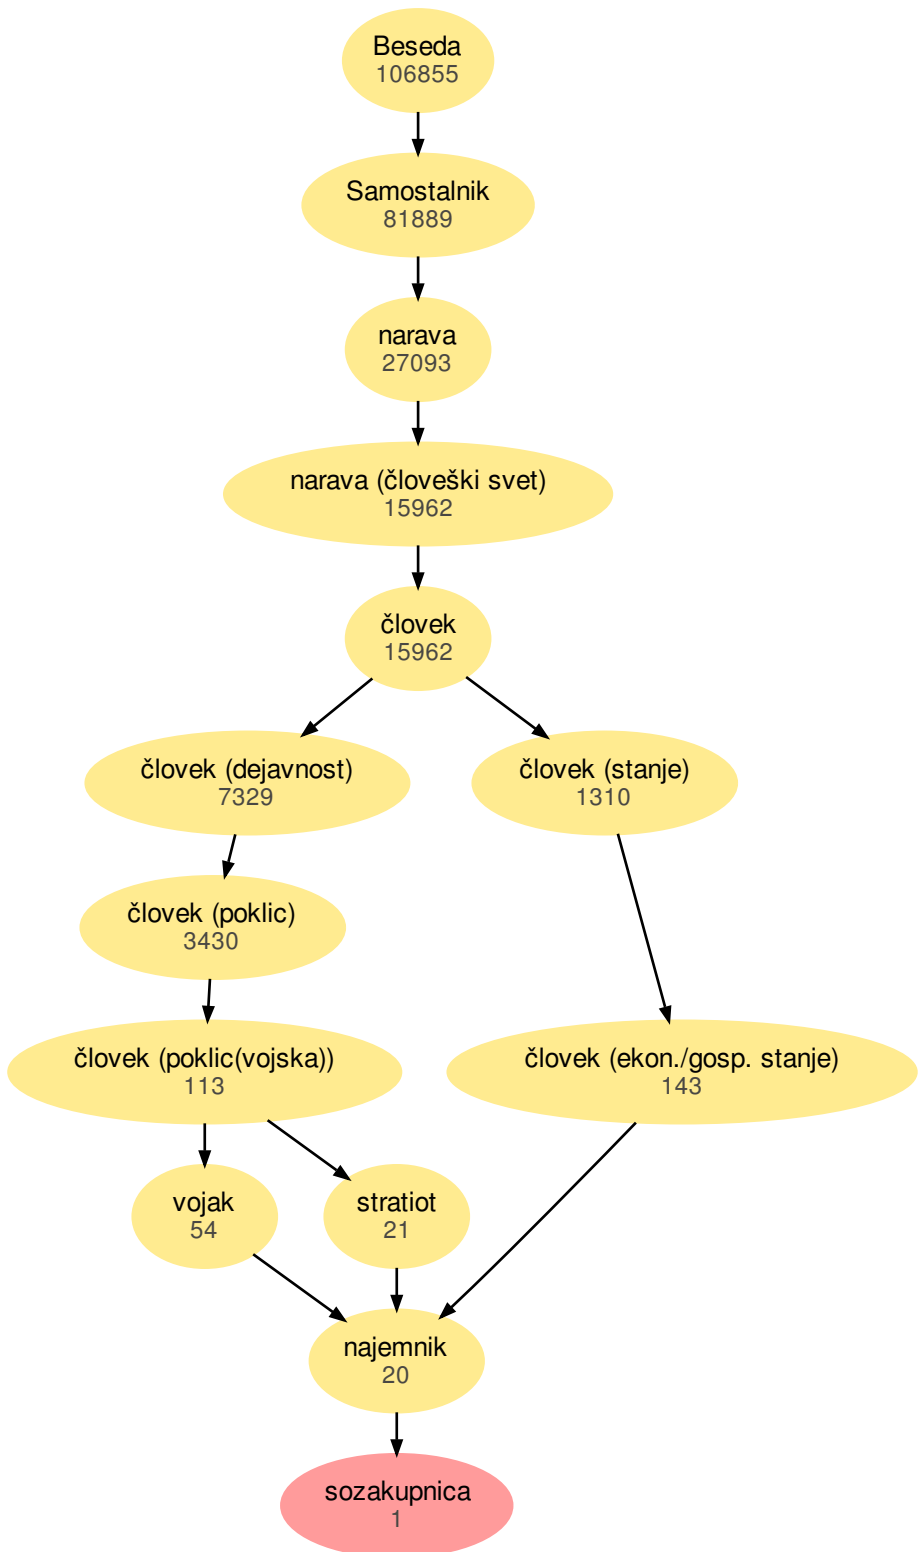 Beseda
106855
Samostalnik
81889
narava
27093
narava (človeški svet)
15962
človek
15962
človek (dejavnost)
7329
človek (stanje)
1310
človek (poklic)
3430
človek (poklic(vojska))
113
človek (ekon./gosp. stanje)
143
vojak
54
stratiot
21
najemnik
20
sozakupnica
1